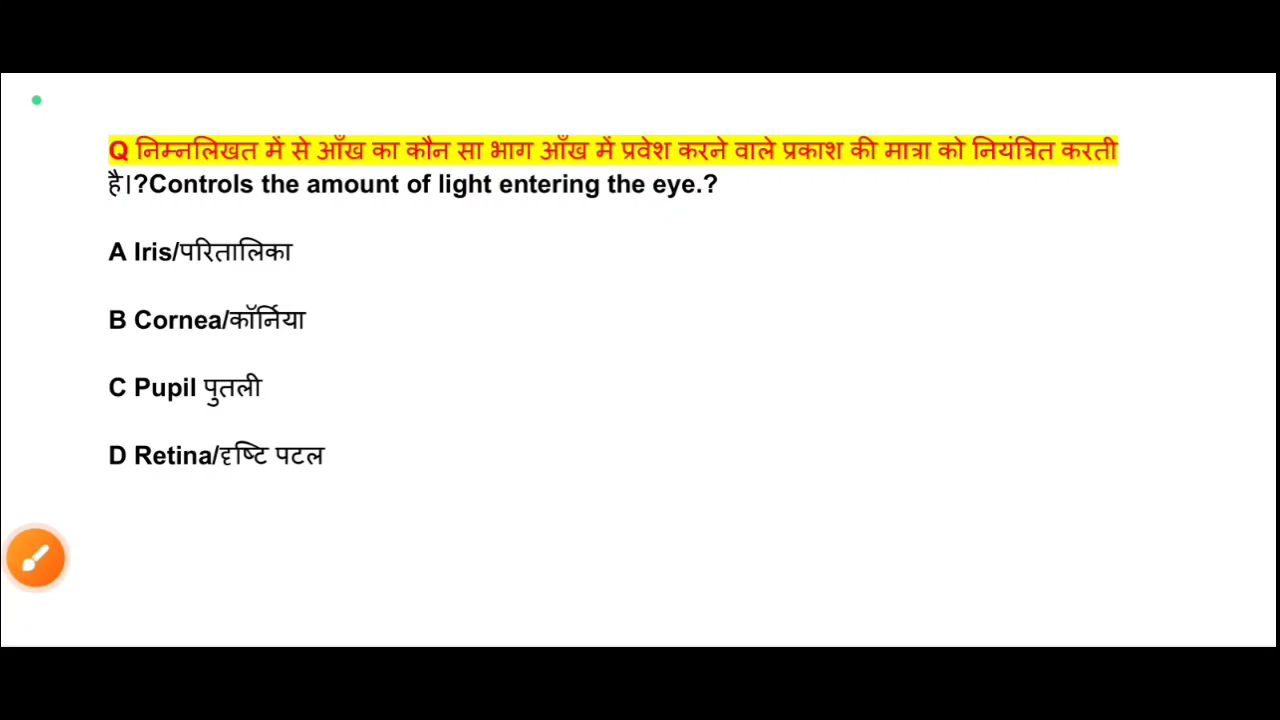 Q निम्नलिखत में से आँख का कौन सा भाग आँख में प्रवेश करने वाले प्रकाश की मात्रा को नियंत्रित करती
है।?Controls the amount of light entering the eye.?
A Iris/परितालिका
B Cornea/कॉर्निया
C Pupil पुतली
D Retina/दृष्टि पटल